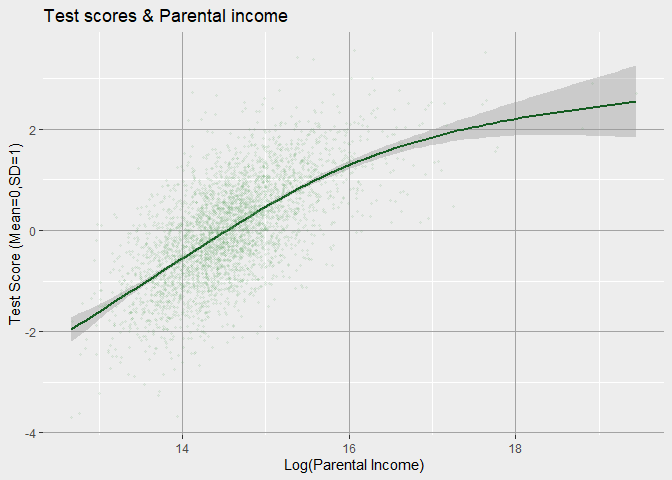 Test scores & Parental income
Test Score (Mean=0,SD=1)
2
0
-2
-4
14
16
18
Log(Parental Income)